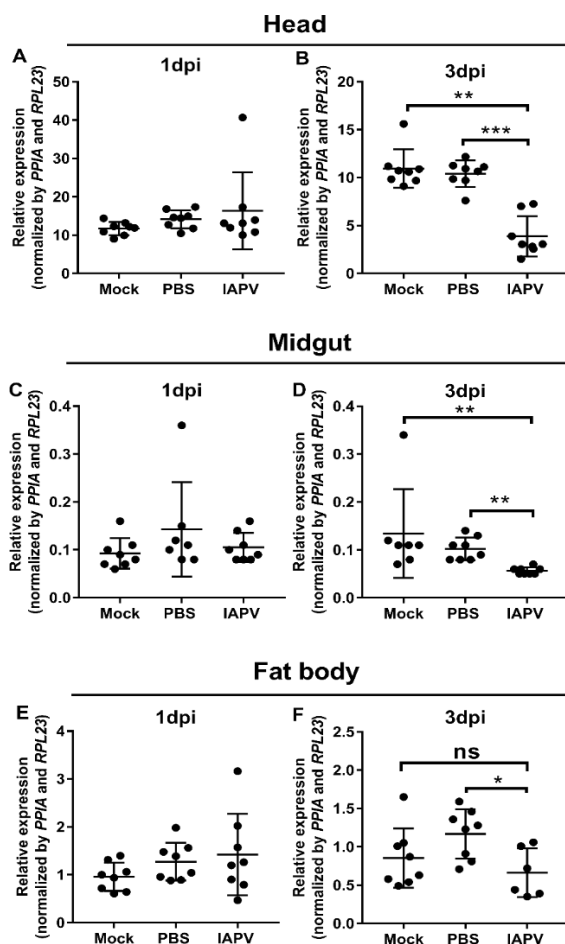 Head
A
1dpi
Relative expression
(normalized by PPIA and RPL23)
50
40
30
20
10
0
Mock PBS IAPV
B
3dpi
Relative expression
(normalized by PPIA and RPL23)
20
15
10
5
0
**
***
Mock PBS IAPV
Midgut
C
1dpi
Relative expression
(normalized by PPIA and RPL23)
0.4
0.3
0.2
0.1
0.0
Mock PBS IAPV
D
3dpi
Relative expression
(normalized by PPIA and RPL23)
0.4
0.3
0.2
0.1
0.0
**
**
Mock PBS IAPV
Fat body
E
1dpi
Relative expression
(normalized by PPIA and RPL23)
4
3
2
1
0
Mock PBS IAPV
F
3dpi
Relative expression
(normalized by PPIA and RPL23)
2.5
2.0
1.5
1.0
0.5
0.0
ns
*
Mock PBS IAPV